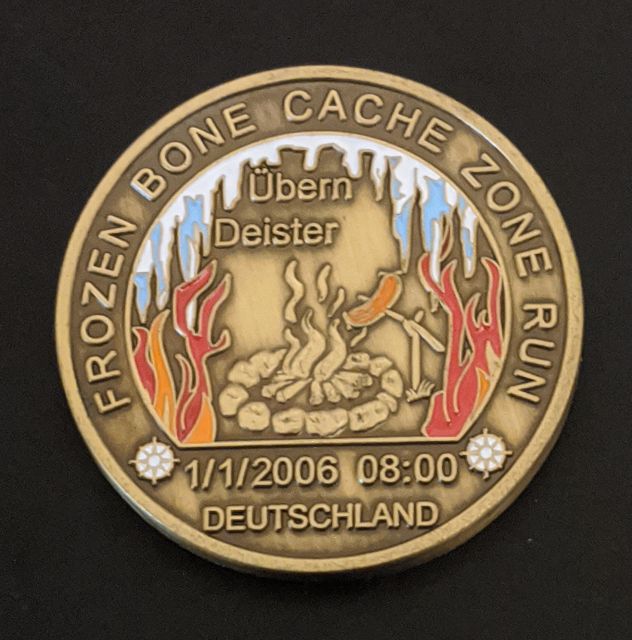 FROZEN BONE CACHE ZONE RUN
Übern
Deister
1/1/2006 08:00
DEUTSCHLAND